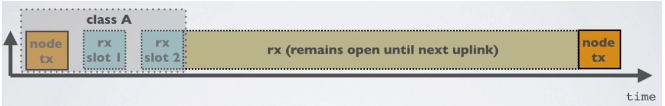 class A
node
tx
rx
slot 1
rx
slot 2
rx (remains open until next uplink)
node
tx
time